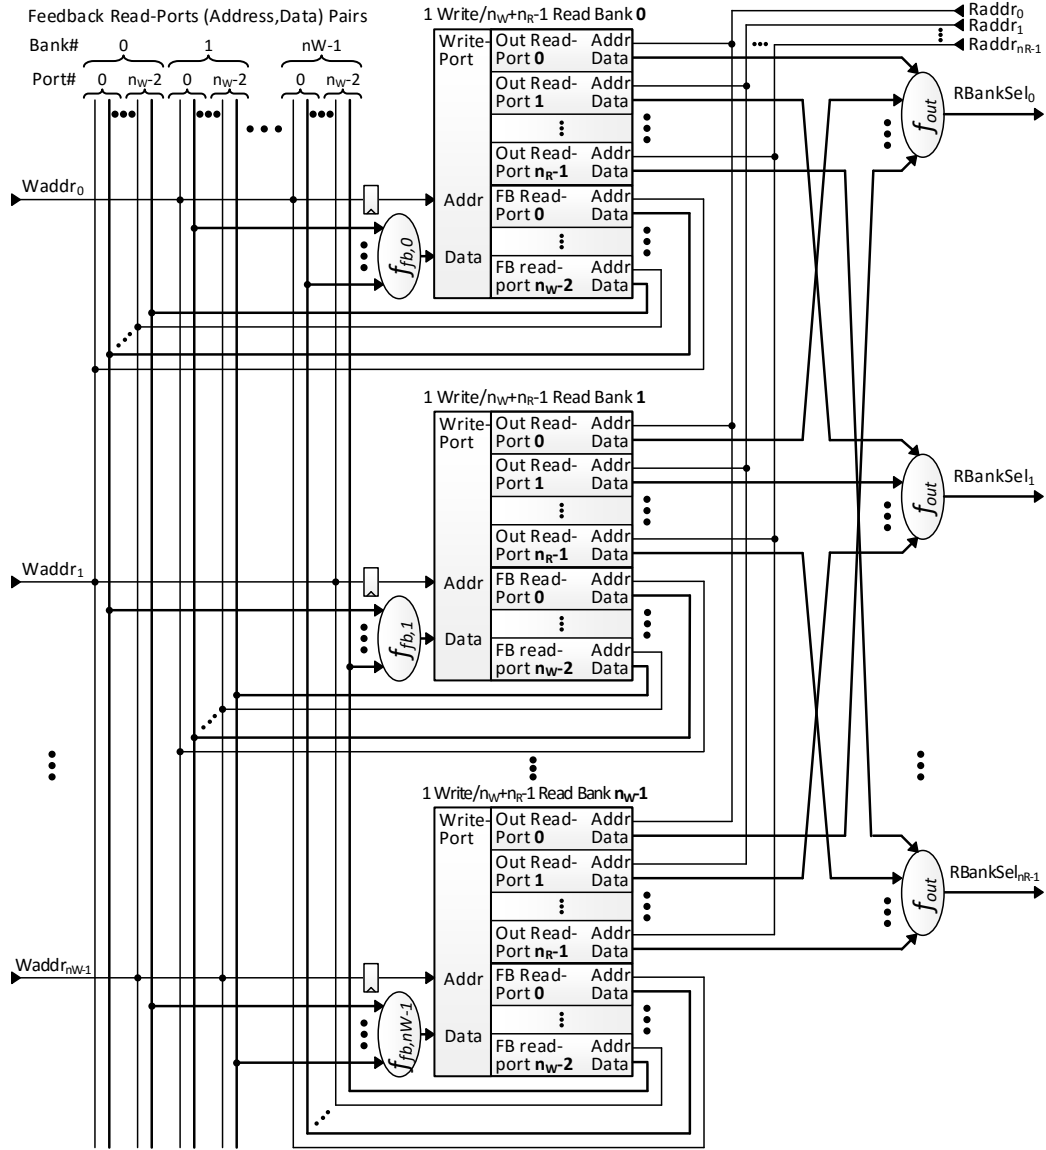 Feedback Read-Ports (Address,Data) Pairs
Bank# 0 1 nW-1
Port# 0 nW-2 0 nW-2 0 nW-2
1 Write/nW+nR-1 Read Bank 0
Write-Port
Addr
Data
Out Read-Port 0 Addr Data
Out Read-Port 1 Addr Data
Out Read-Port nR-1 Addr Data
FB Read-Port 0 Addr Data
FB read-port nW-2 Addr Data
Raddr0
Raddr1
RaddrnR-1
Waddr0
ffb,0
fout
RBankSel0
1 Write/nW+nR-1 Read Bank 1
Write-Port
Addr
Data
Out Read-Port 0 Addr Data
Out Read-Port 1 Addr Data
Out Read-Port nR-1 Addr Data
FB Read-Port 0 Addr Data
FB read-port nW-2 Addr Data
Waddr1
ffb,1
fout
RBankSel1
1 Write/nW+nR-1 Read Bank nW-1
Write-Port
Addr
Data
Out Read-Port 0 Addr Data
Out Read-Port 1 Addr Data
Out Read-Port nR-1 Addr Data
FB Read-Port 0 Addr Data
FB read-port nW-2 Addr Data
WaddrnW-1
ffb,nW-1
fout
RBankSelnR-1